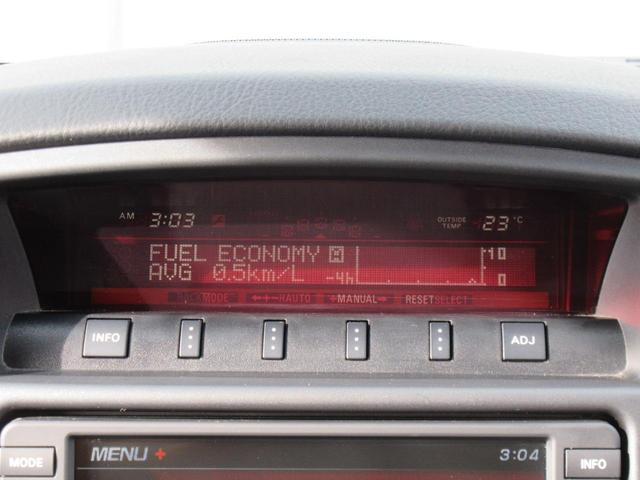 AM 3:03 OUTSIDE TEMP 23°C
FUEL ECONOMY M 10
AVG 0.5km/L -4h 0
BACK MODE ←+-→AUTO +MANUAL→ RESET SELECT
INFO ADJ
MENU + 3:04
MODE INFO